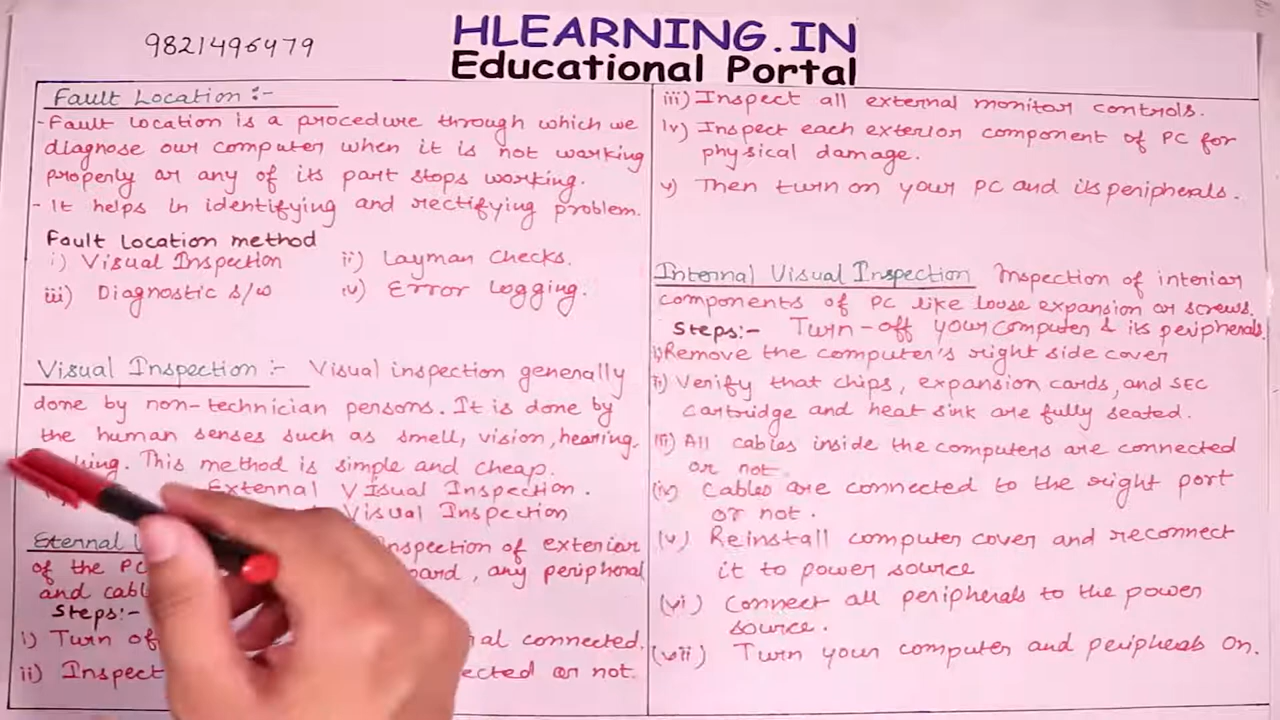 9821496479
HLEARNING.IN
Educational Portal
Fault Location :-
- Fault Location is a procedure through which we
diagnose our computer when it is not working
properly or any of its part stops working.
- It helps in identifying and rectifying problem.
Fault Location method
i) Visual Inspection ii) Layman Checks.
iii) Diagnostic s/w iv) Error Logging.
Visual Inspection :- Visual inspection generally
done by non-technician persons. It is done by
the human senses such as smell, vision, hearing.
This method is simple and cheap.
External Visual Inspection.
Visual Inspection
Eternal nspection of exterior
of the PC oard, any peripheral
and cabl
Steps:-
i) Turn of al connected.
ii) Inspect ected or not.
iii) Inspect all external monitor controls.
iv) Inspect each exterior component of PC for
physical damage.
v) Then turn on your PC and its peripherals.
Internal Visual Inspection Inspection of interior
components of PC like louse expansion or screws.
Steps:- Turn-off your computer & its peripherals.
i) Remove the computer's right side cover
ii) Verify that chips, expansion cards, and SEC
cartridge and heat sink are fully seated.
iii) All cables inside the computers are connected
or not
(iv) Cables are connected to the right port
or not.
(v) Reinstall computer cover and reconnect
it to power source
(vi) Connect all peripherals to the power
source.
(vii) Turn your computer and peripherals on.